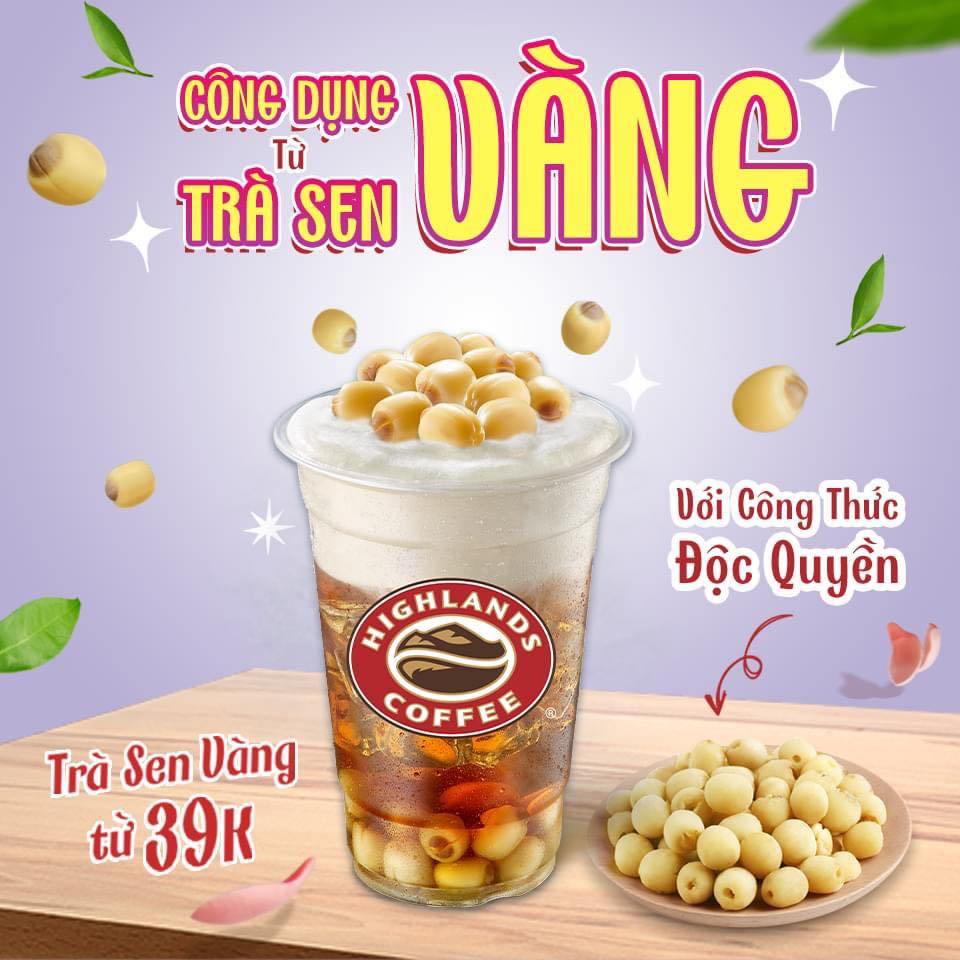 CÔNG DỤNG
Từ
TRÀ SEN
VÀNG
Với Công Thức
Độc Quyền
HIGHLANDS
COFFEE
®
Trà Sen Vàng
từ 39K